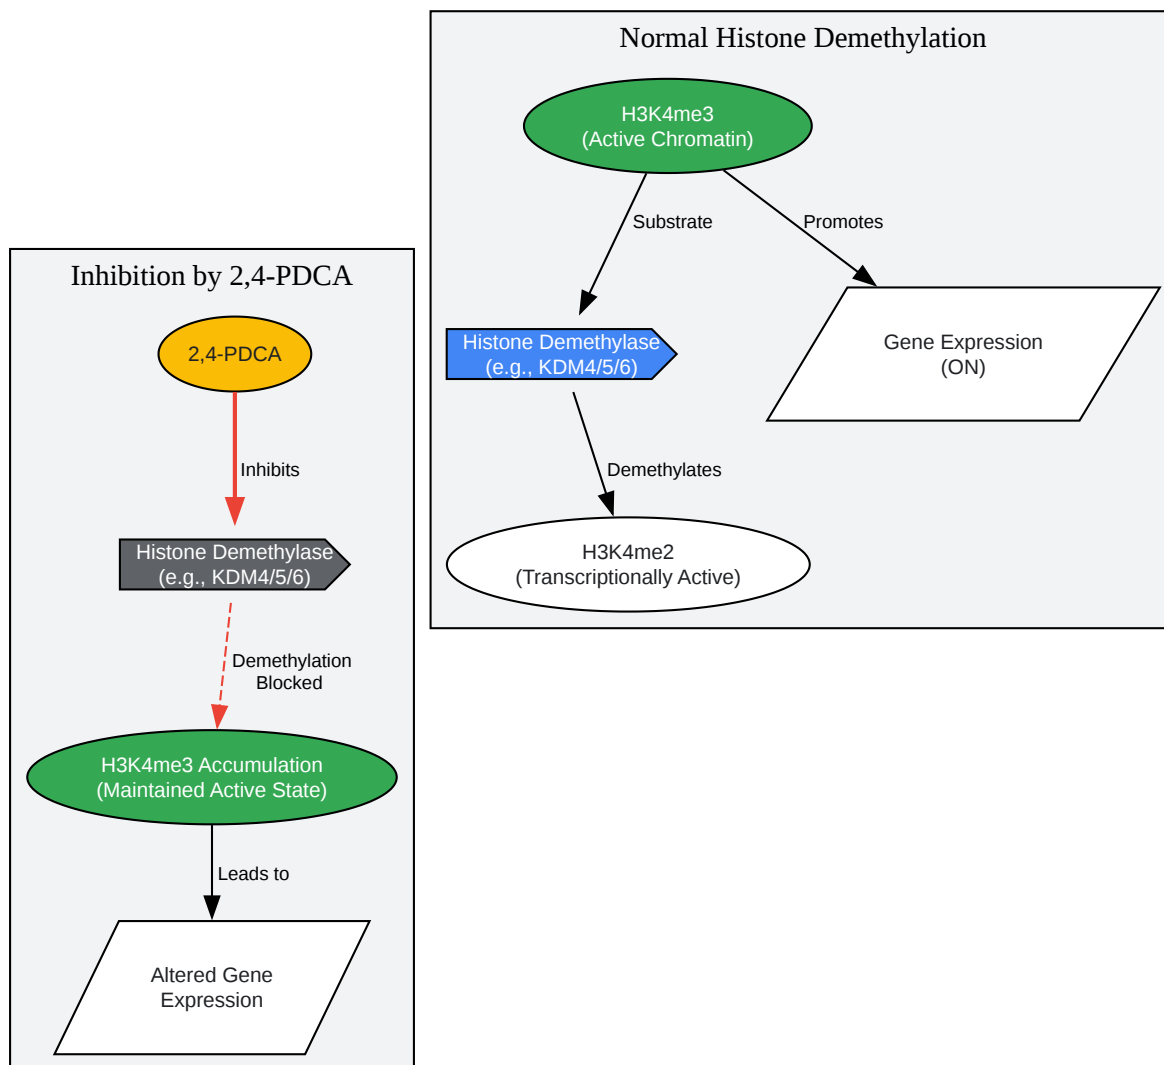 Normal Histone Demethylation
H3K4me3
(Active Chromatin)
Substrate
Promotes
Histone Demethylase
(e.g., KDM4/5/6)
Gene Expression
(ON)
Demethylates
H3K4me2
(Transcriptionally Active)
Inhibition by 2,4-PDCA
2,4-PDCA
Inhibits
Histone Demethylase
(e.g., KDM4/5/6)
Demethylation
Blocked
H3K4me3 Accumulation
(Maintained Active State)
Leads to
Altered Gene
Expression